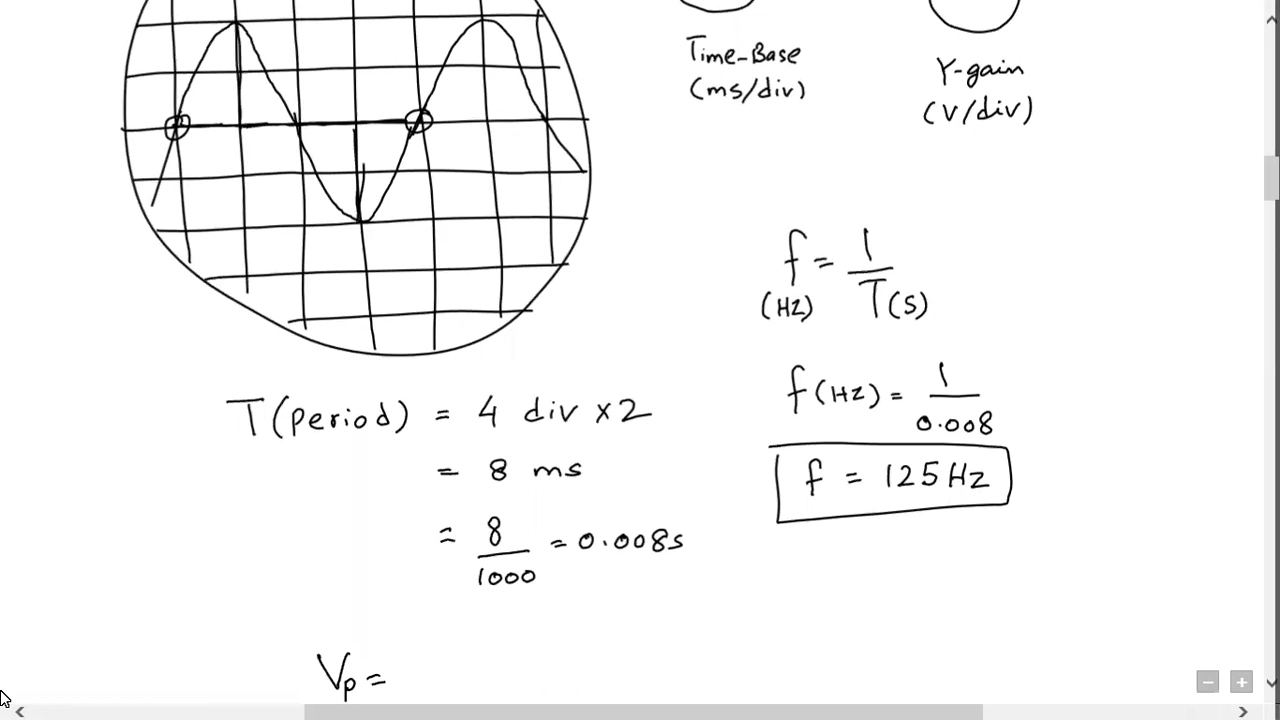 Time-Base
(ms/div)
Y-gain
(V/div)
f = 1/T(s)
(HZ)
T(Period) = 4 div x2
= 8 ms
= 8/1000 = 0.008s
f(HZ) = 1/0.008
f = 125Hz
Vp =